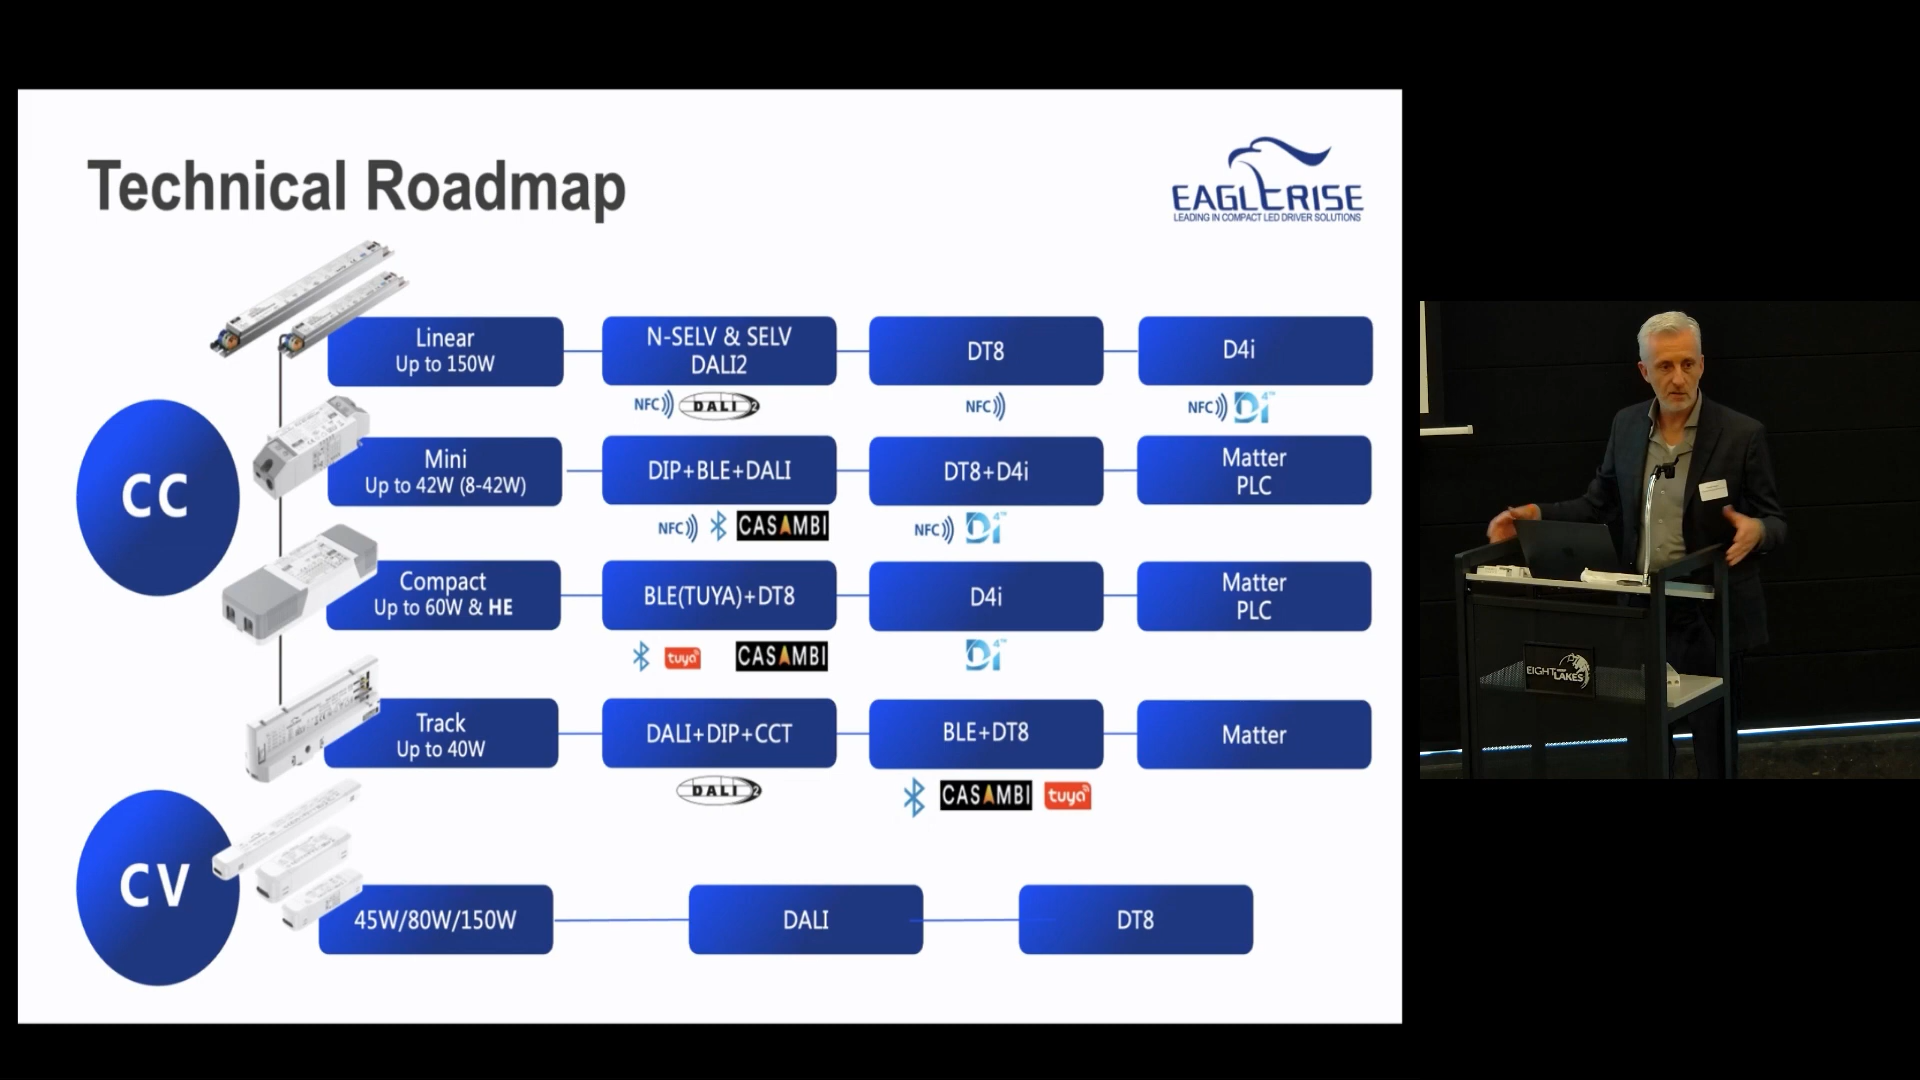 Technical Roadmap
EAGLERISE
LEADING IN COMPACT LED DRIVER SOLUTIONS
CC
Linear
Up to 150W
N-SELV & SELV
DALI2
DT8
D4i
NFC
DALI 2
NFC
NFC
D4i
Mini
Up to 42W (8-42W)
DIP+BLE+DALI
DT8+D4i
Matter
PLC
NFC
CASAMBI
NFC
D4i
Compact
Up to 60W & HE
BLE(TUYA)+DT8
D4i
Matter
PLC
tuya
CASAMBI
D4i
Track
Up to 40W
DALI+DIP+CCT
BLE+DT8
Matter
DALI 2
CASAMBI
tuya
CV
45W/80W/150W
DALI
DT8
EIGHT
LAKES